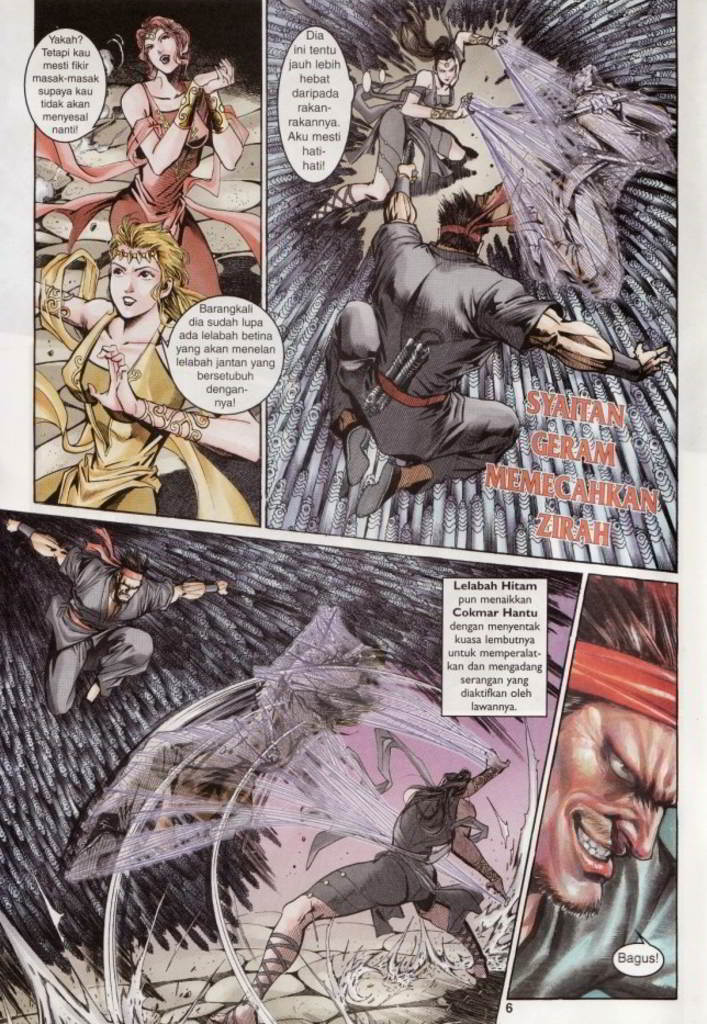 Yakah?
Tetapi kau
mesti fikir
masak-masak
supaya kau
tidak akan
menyesal
nanti!
Barangkali
dia sudah lupa
ada lelabah betina
yang akan menelan
lelabah jantan yang
bersetubuh
dengan-
nya!
Dia
ini tentu
jauh lebih
hebat
daripada
rakan-
rakannya.
Aku mesti
hati-
hati!
SYAITAN
GERAM
MEMECAHKAN
ZIRAH
Lelabah Hitam
pun menaikkan
Cokmar Hantu
dengan menyentak
kuasa lembutnya
untuk memperalat-
kan dan mengadang
serangan yang
diaktifkan oleh
lawannya.
Bagus!
6